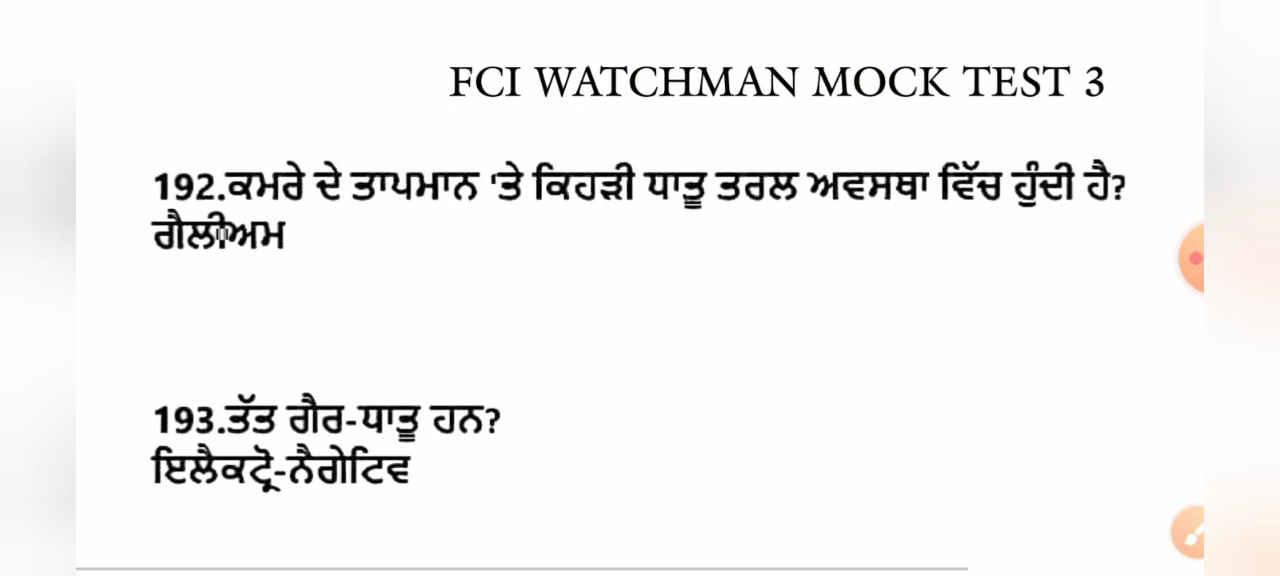 FCI WATCHMAN MOCK TEST 3
192.ਕਮਰੇ ਦੇ ਤਾਪਮਾਨ 'ਤੇ ਕਿਹੜੀ ਧਾਤੂ ਤਰਲ ਅਵਸਥਾ ਵਿੱਚ ਹੁੰਦੀ ਹੈ?
ਗੈਲੀਅਮ
193.ਤੱਤ ਗੈਰ-ਧਾਤੂ ਹਨ?
ਇਲੈਕਟ੍ਰੋ-ਨੈਗੇਟਿਵ